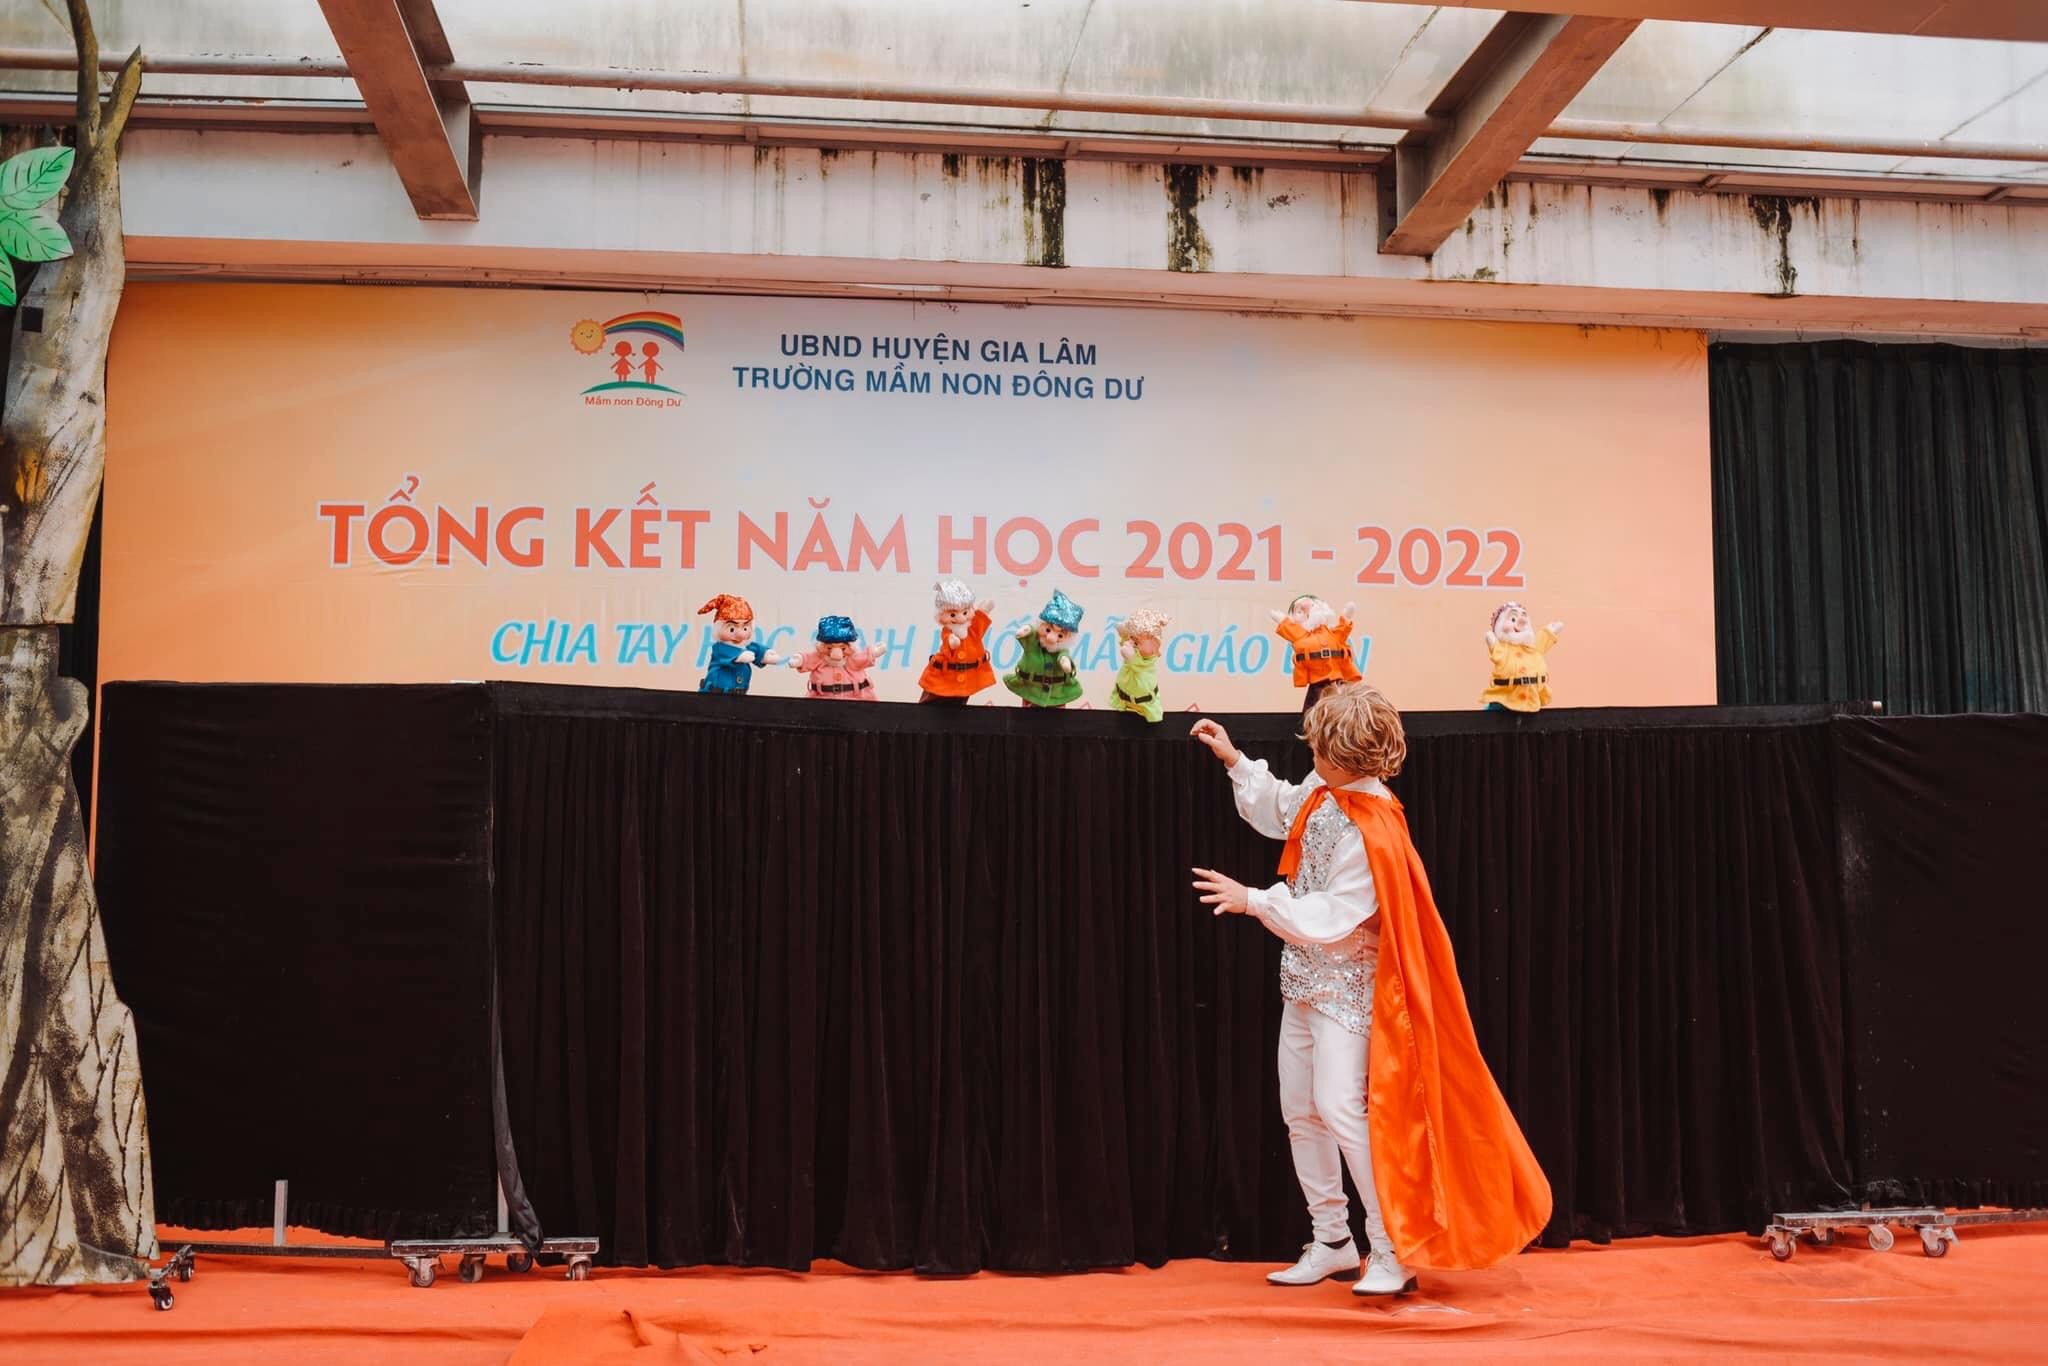 Mầm non Đông Dư
UBND HUYỆN GIA LÂM
TRƯỜNG MẦM NON ĐÔNG DƯ
TỔNG KẾT NĂM HỌC 2021 - 2022
CHIA TAY GIÁO